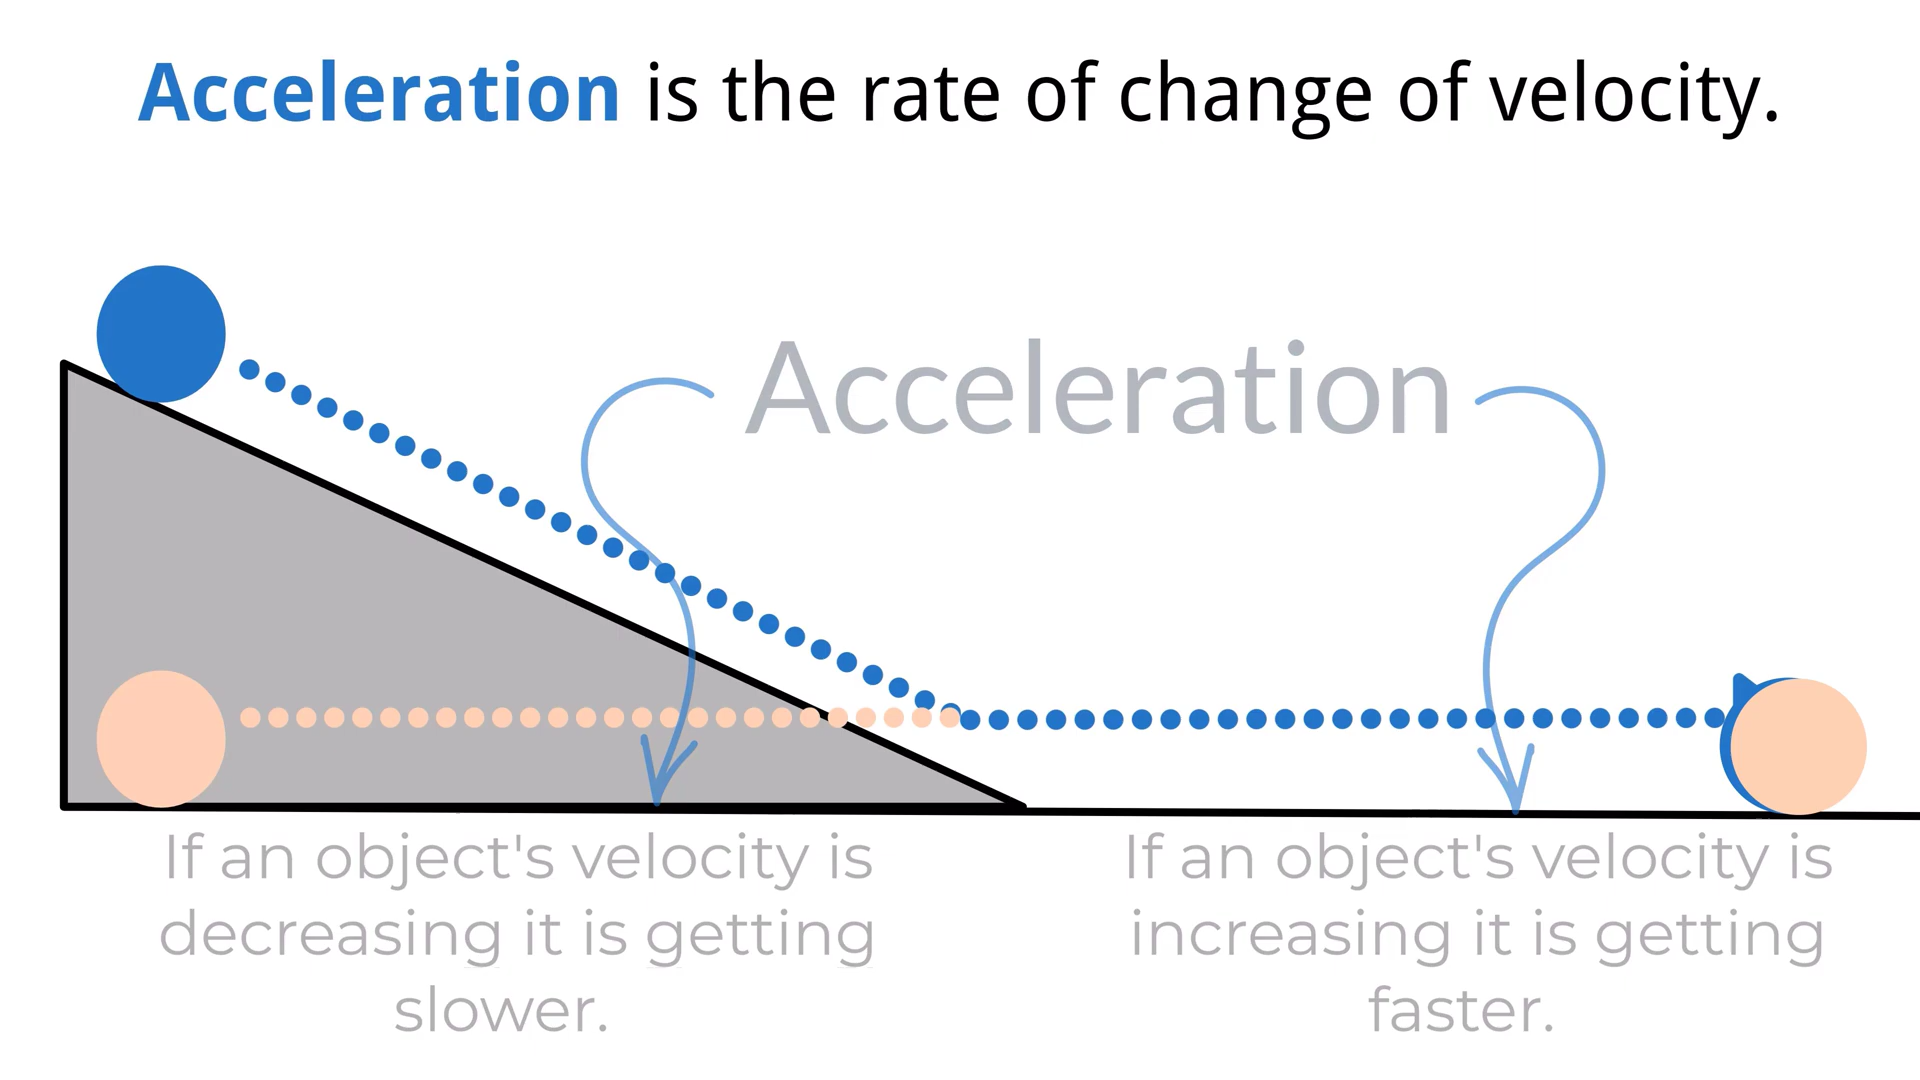 Acceleration is the rate of change of velocity.
Acceleration
If an object's velocity is
decreasing it is getting
slower.
If an object's velocity is
increasing it is getting
faster.